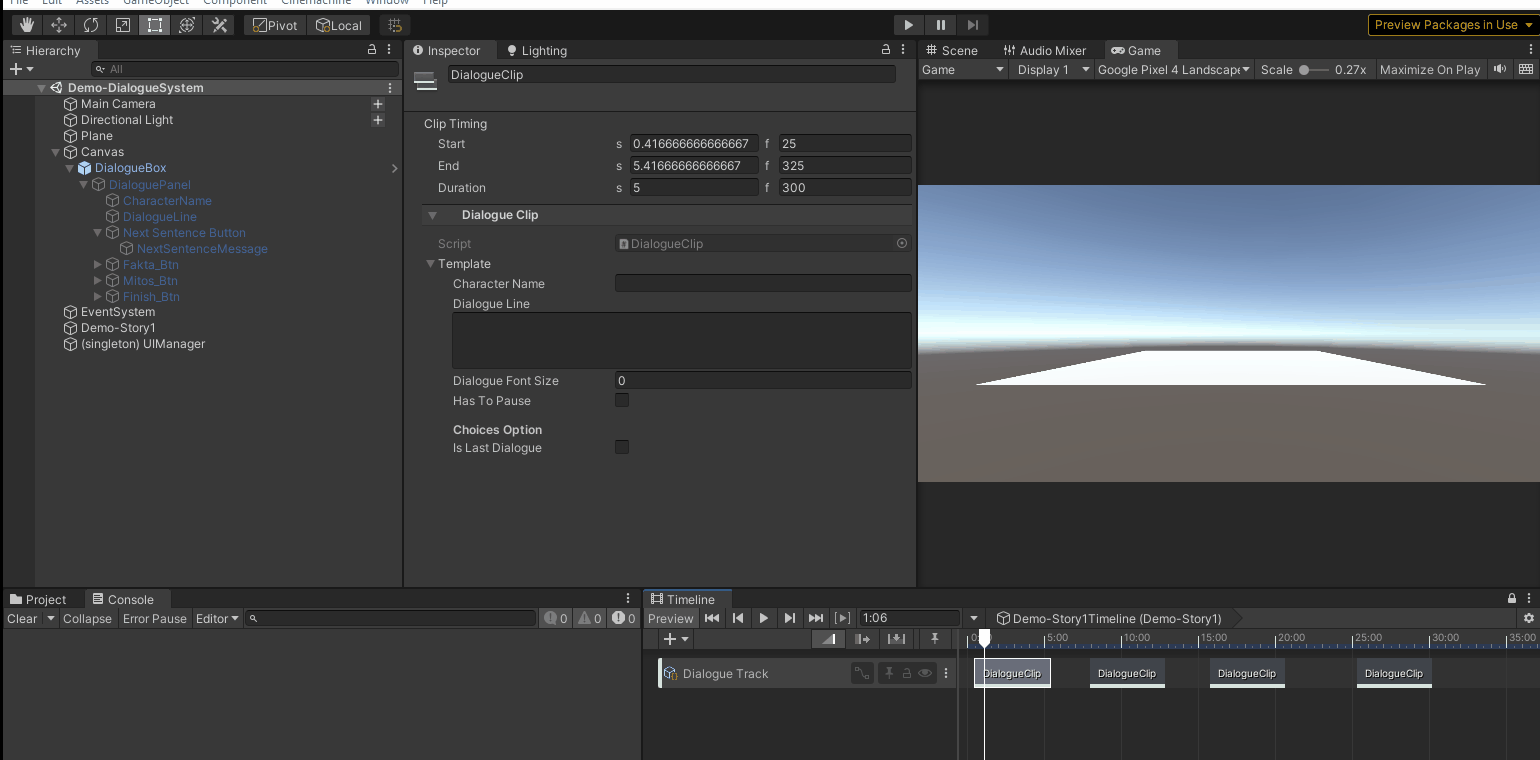 File Edit Assets GameObject Component Cinemachine Window Help
Pivot Local Preview Packages in Use
Hierarchy
All
Demo-DialogueSystem
Main Camera
Directional Light
Plane
Canvas
DialogueBox
DialoguePanel
CharacterName
DialogueLine
Next Sentence Button
NextSentenceMessage
Fakta_Btn
Mitos_Btn
Finish_Btn
EventSystem
Demo-Story1
(singleton) UIManager
Inspector Lighting
DialogueClip
Clip Timing
Start s 0.416666666666667 f 25
End s 5.41666666666667 f 325
Duration s 5 f 300
Dialogue Clip
Script DialogueClip
Template
Character Name
Dialogue Line
Dialogue Font Size 0
Has To Pause
Choices Option
Is Last Dialogue
Scene Audio Mixer Game
Game Display 1 Google Pixel 4 Landscape Scale 0.27x Maximize On Play
Project Console
Clear Collapse Error Pause Editor 0 0 0
Timeline
Preview 1:06 Demo-Story1Timeline (Demo-Story1)
5:00 10:00 15:00 20:00 25:00 30:00 35:00
Dialogue Track DialogueClip DialogueClip DialogueClip DialogueClip